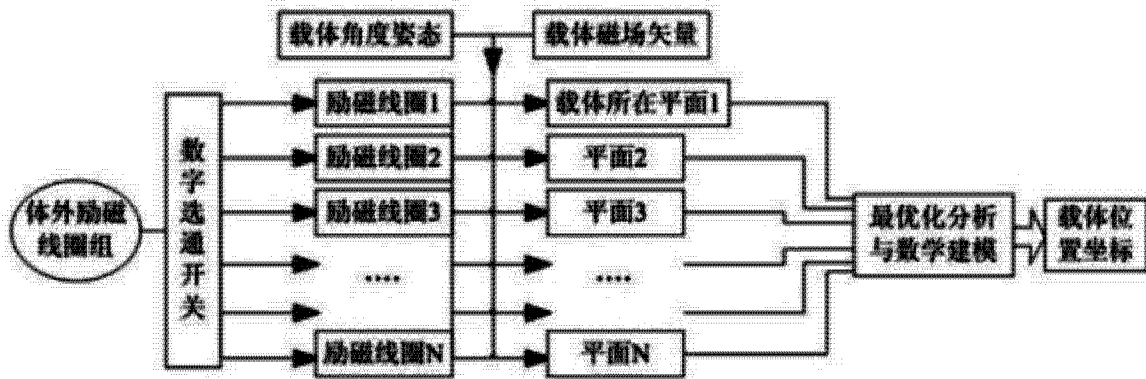 载体角度姿态
载体磁场矢量
体外励磁
线圈组
数字选通开关
励磁线圈1
励磁线圈2
励磁线圈3
....
励磁线圈N
载体所在平面1
平面2
平面3
....
平面N
最优化分析
与数学建模
载体位
置坐标